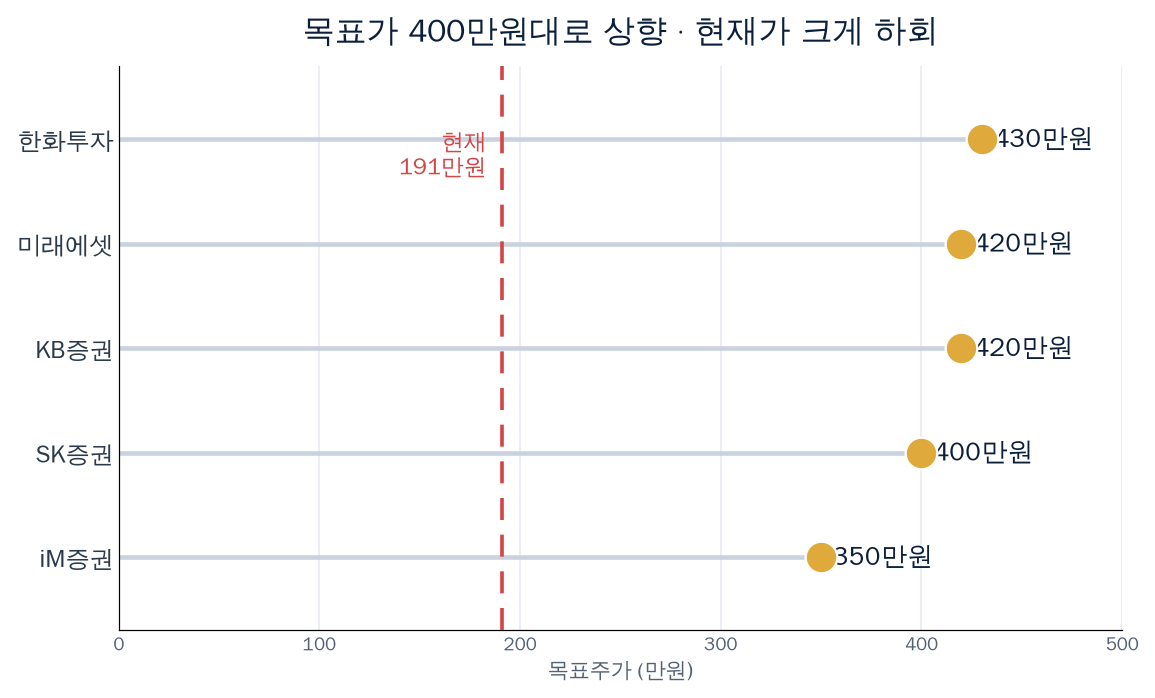 목표가 400만원대로 상향 · 현재가 크게 하회
한화투자
현재
191만원
430만원
미래에셋
420만원
KB증권
420만원
SK증권
400만원
iM증권
350만원
0 100 200 300 400 500
목표주가 (만원)